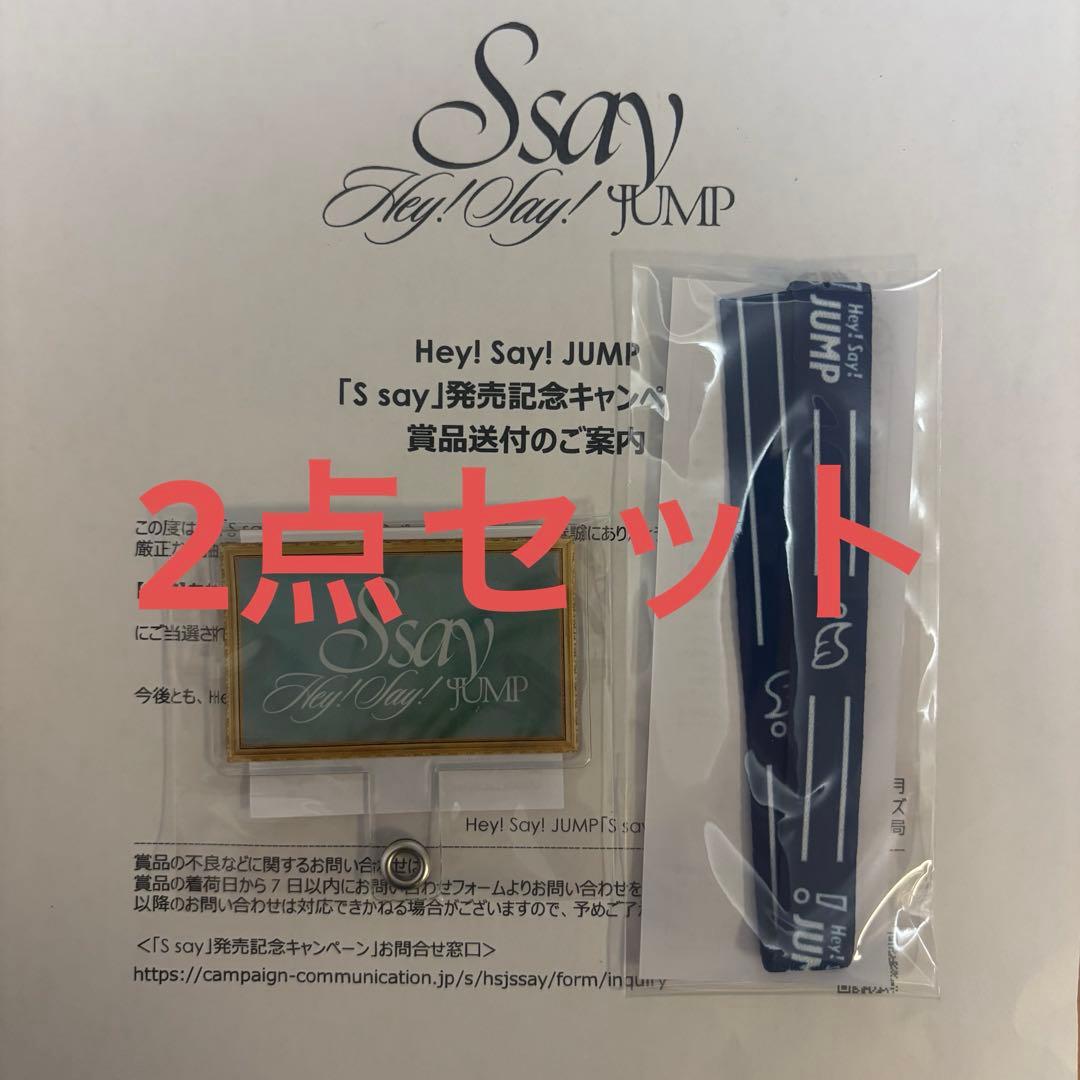 Ssay
Hey! Say! JUMP
Hey! Say! JUMP
「S say」発売記念キャンペ
賞品送付のご案内
2点セット
この度は
厳正な
にご当選され
今後とも、He
Ssay
Hey! Say! JUMP
Hey! Say! JUMP「S say
賞品の不良などに関するお問い合わせは
賞品の着荷日から7日以内にお問い合わせフォームよりお問い合わせを
以降のお問い合わせは対応できかねる場合がございますので、予めご了
<「S say」発売記念キャンペーン」お問合せ窓口>
https://campaign-communication.jp/s/hsjssay/form/inquiry
Hey! Say!
JUMP
Hey!
JUM